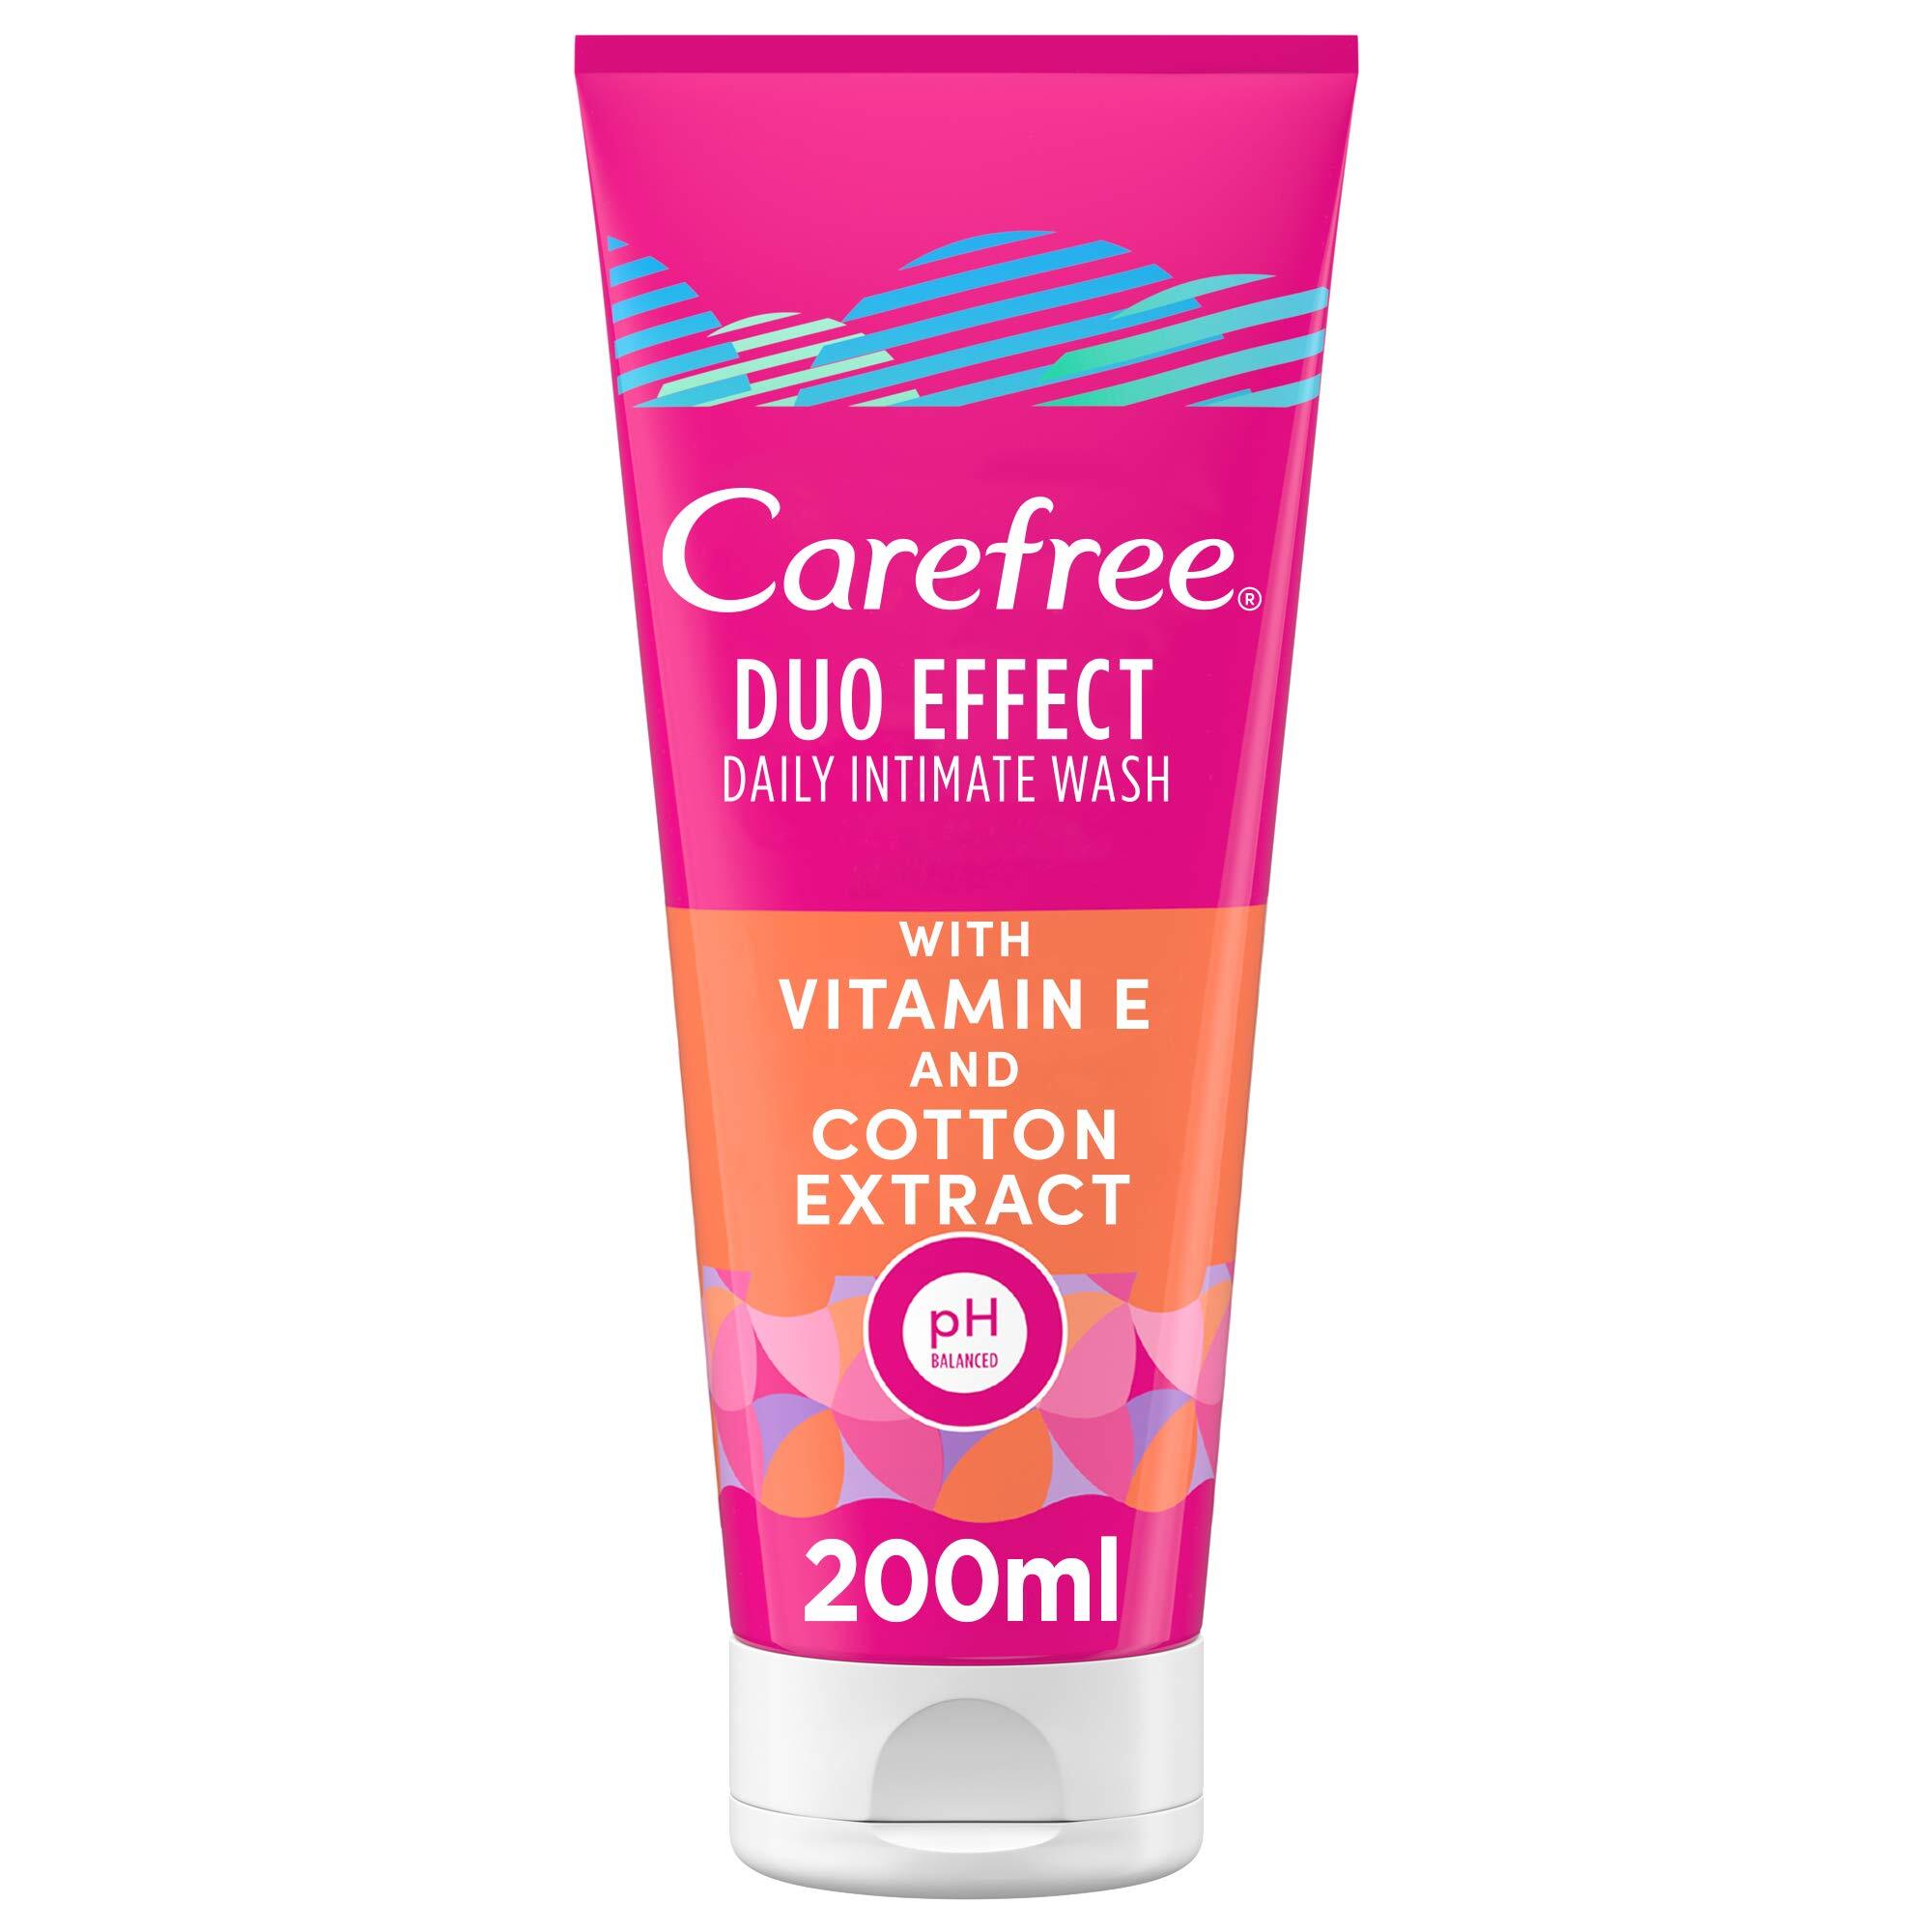 Carefree®
DUO EFFECT
DAILY INTIMATE WASH
WITH
VITAMIN E
AND
COTTON
EXTRACT
pH
BALANCED
200ml